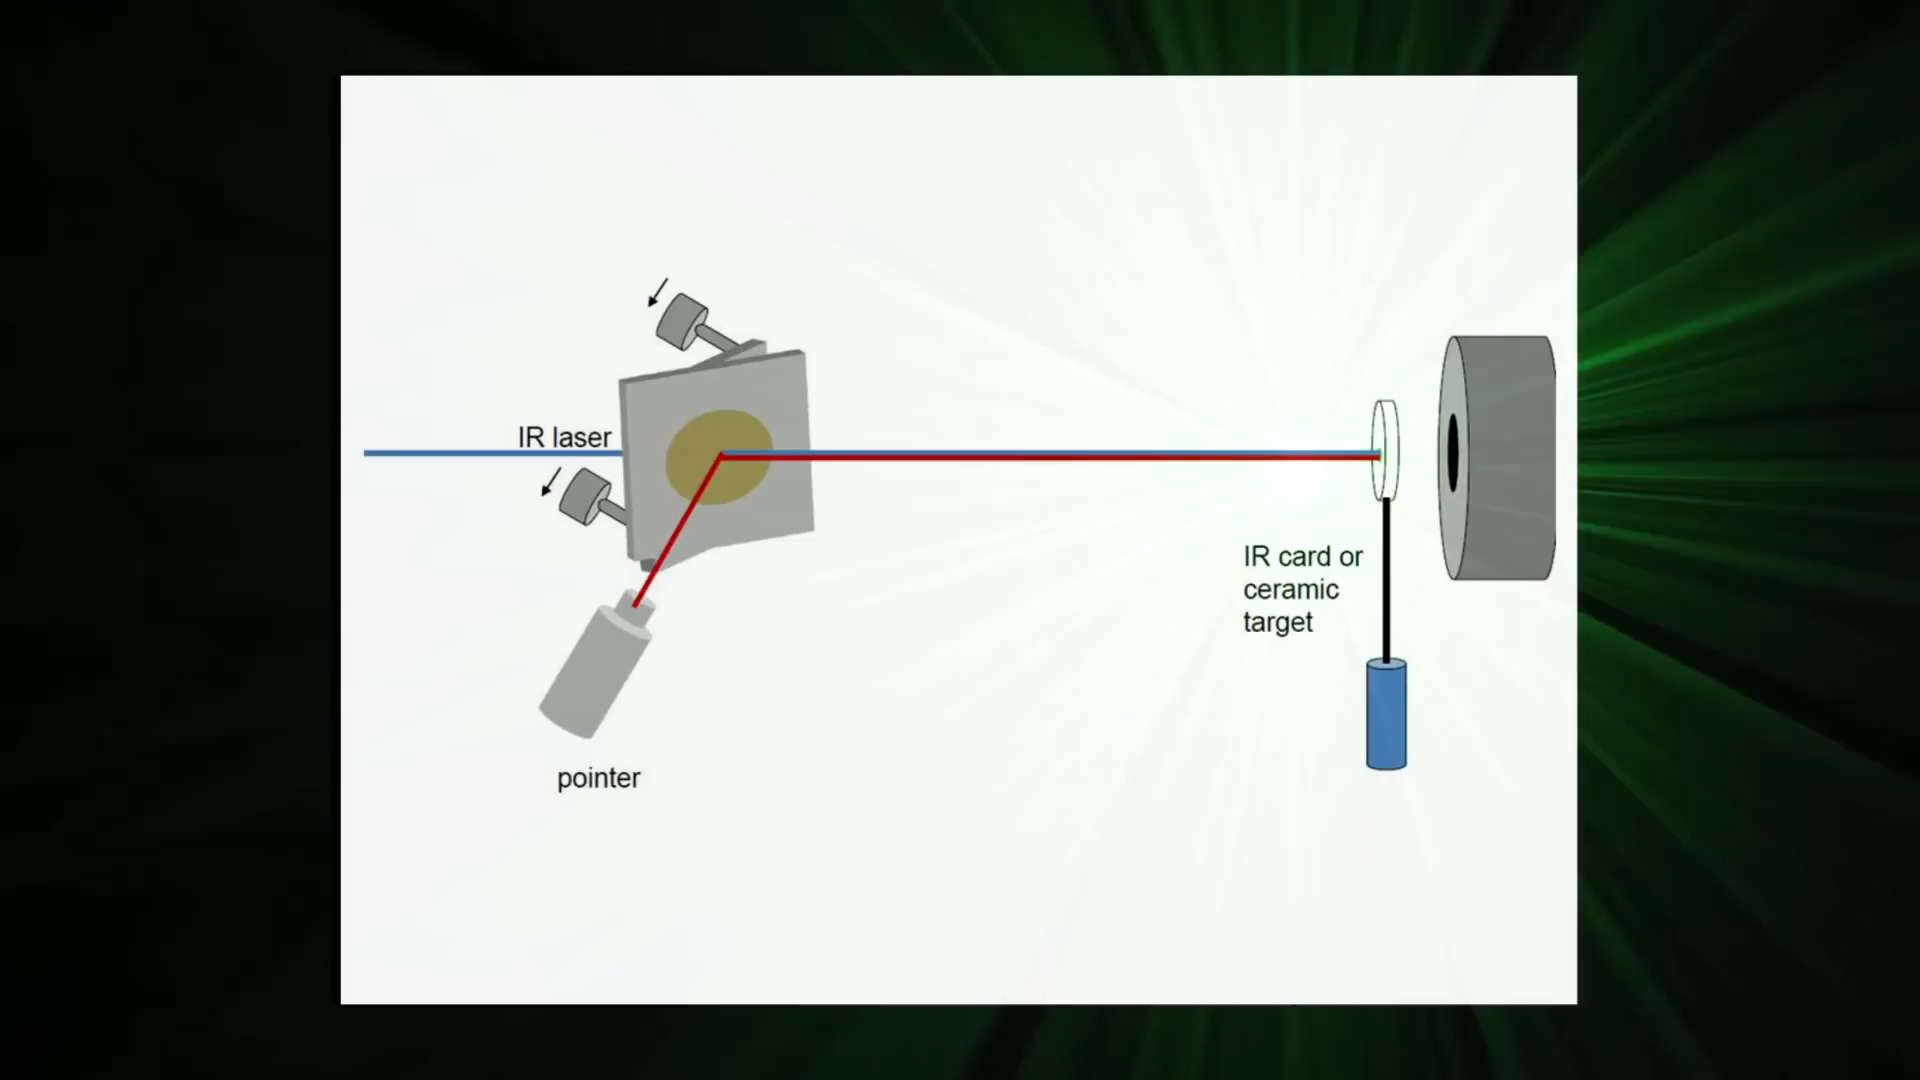 IR laser
IR card or
ceramic
target
pointer